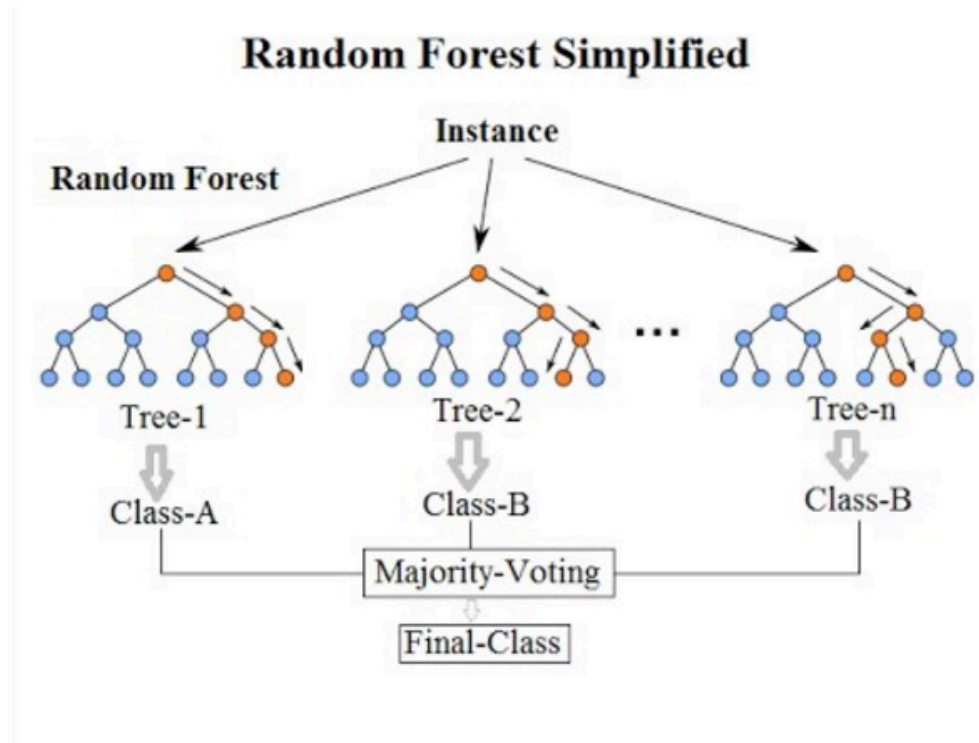 Random Forest Simplified
Instance
Random Forest
...
Tree-1
Tree-2
Tree-n
Class-A
Class-B
Class-B
Majority-Voting
Final-Class